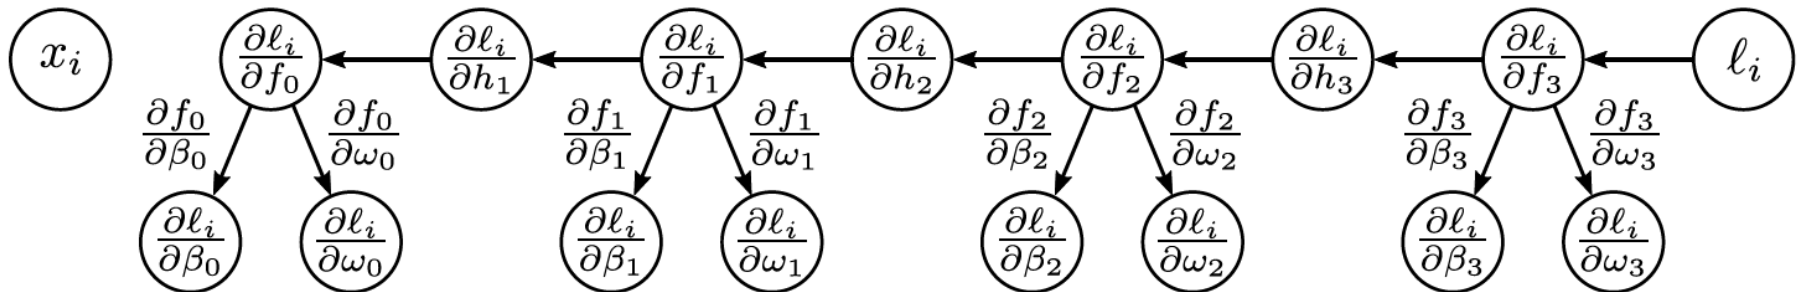 x_i ∂ℓ_i/∂f_0 ∂ℓ_i/∂h_1 ∂ℓ_i/∂f_1 ∂ℓ_i/∂h_2 ∂ℓ_i/∂f_2 ∂ℓ_i/∂h_3 ∂ℓ_i/∂f_3 ℓ_i
∂f_0/∂β_0 ∂f_0/∂ω_0 ∂f_1/∂β_1 ∂f_1/∂ω_1 ∂f_2/∂β_2 ∂f_2/∂ω_2 ∂f_3/∂β_3 ∂f_3/∂ω_3
∂ℓ_i/∂β_0 ∂ℓ_i/∂ω_0 ∂ℓ_i/∂β_1 ∂ℓ_i/∂ω_1 ∂ℓ_i/∂β_2 ∂ℓ_i/∂ω_2 ∂ℓ_i/∂β_3 ∂ℓ_i/∂ω_3